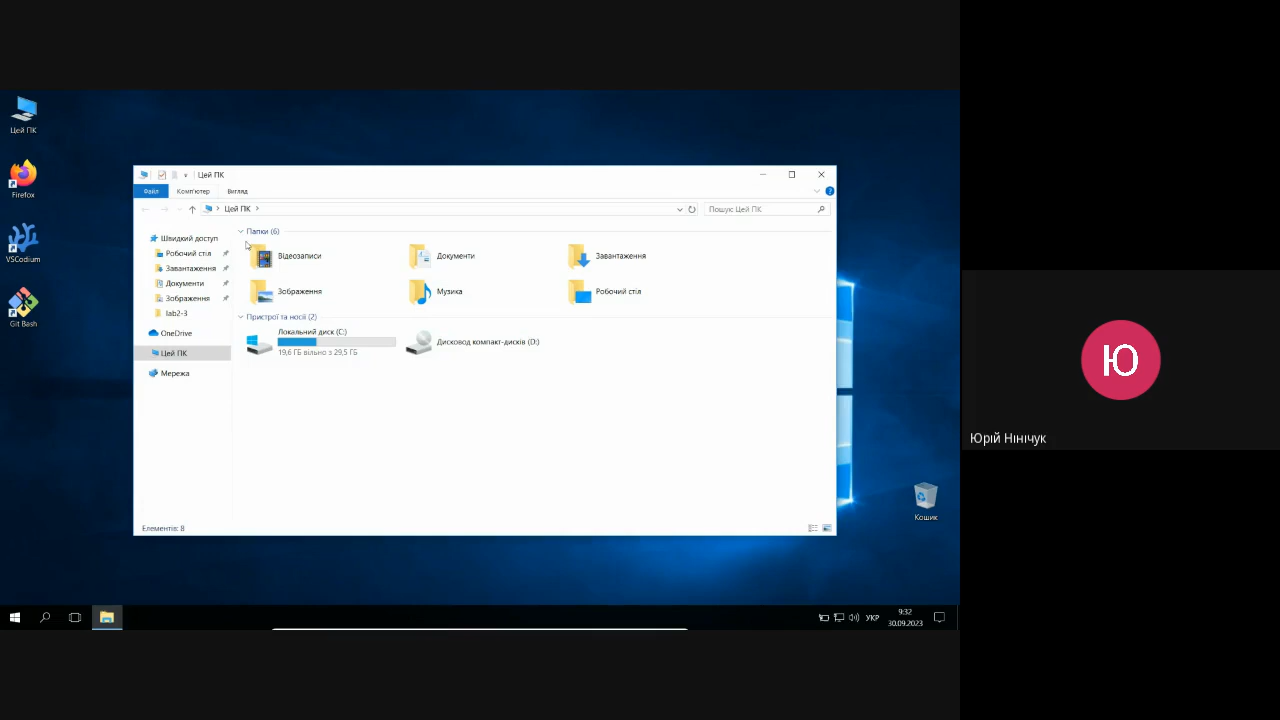 Цей ПК
Firefox
VSCodium
Git Bash
Цей ПК
Файл Комп'ютер Вигляд
Цей ПК
Пошук: Цей ПК
Швидкий доступ
Робочий стіл
Завантаження
Документи
Зображення
lab2-3
OneDrive
Цей ПК
Мережа
Папки (6)
Відеозаписи
Документи
Завантаження
Зображення
Музика
Робочий стіл
Пристрої та носії (2)
Локальний диск (C:)
19,6 ГБ вільно з 29,5 ГБ
Дисковод компакт-дисків (D:)
Елементів: 8
Кошик
УКР
9:32
30.09.2023
Ю
Юрій Нінічук